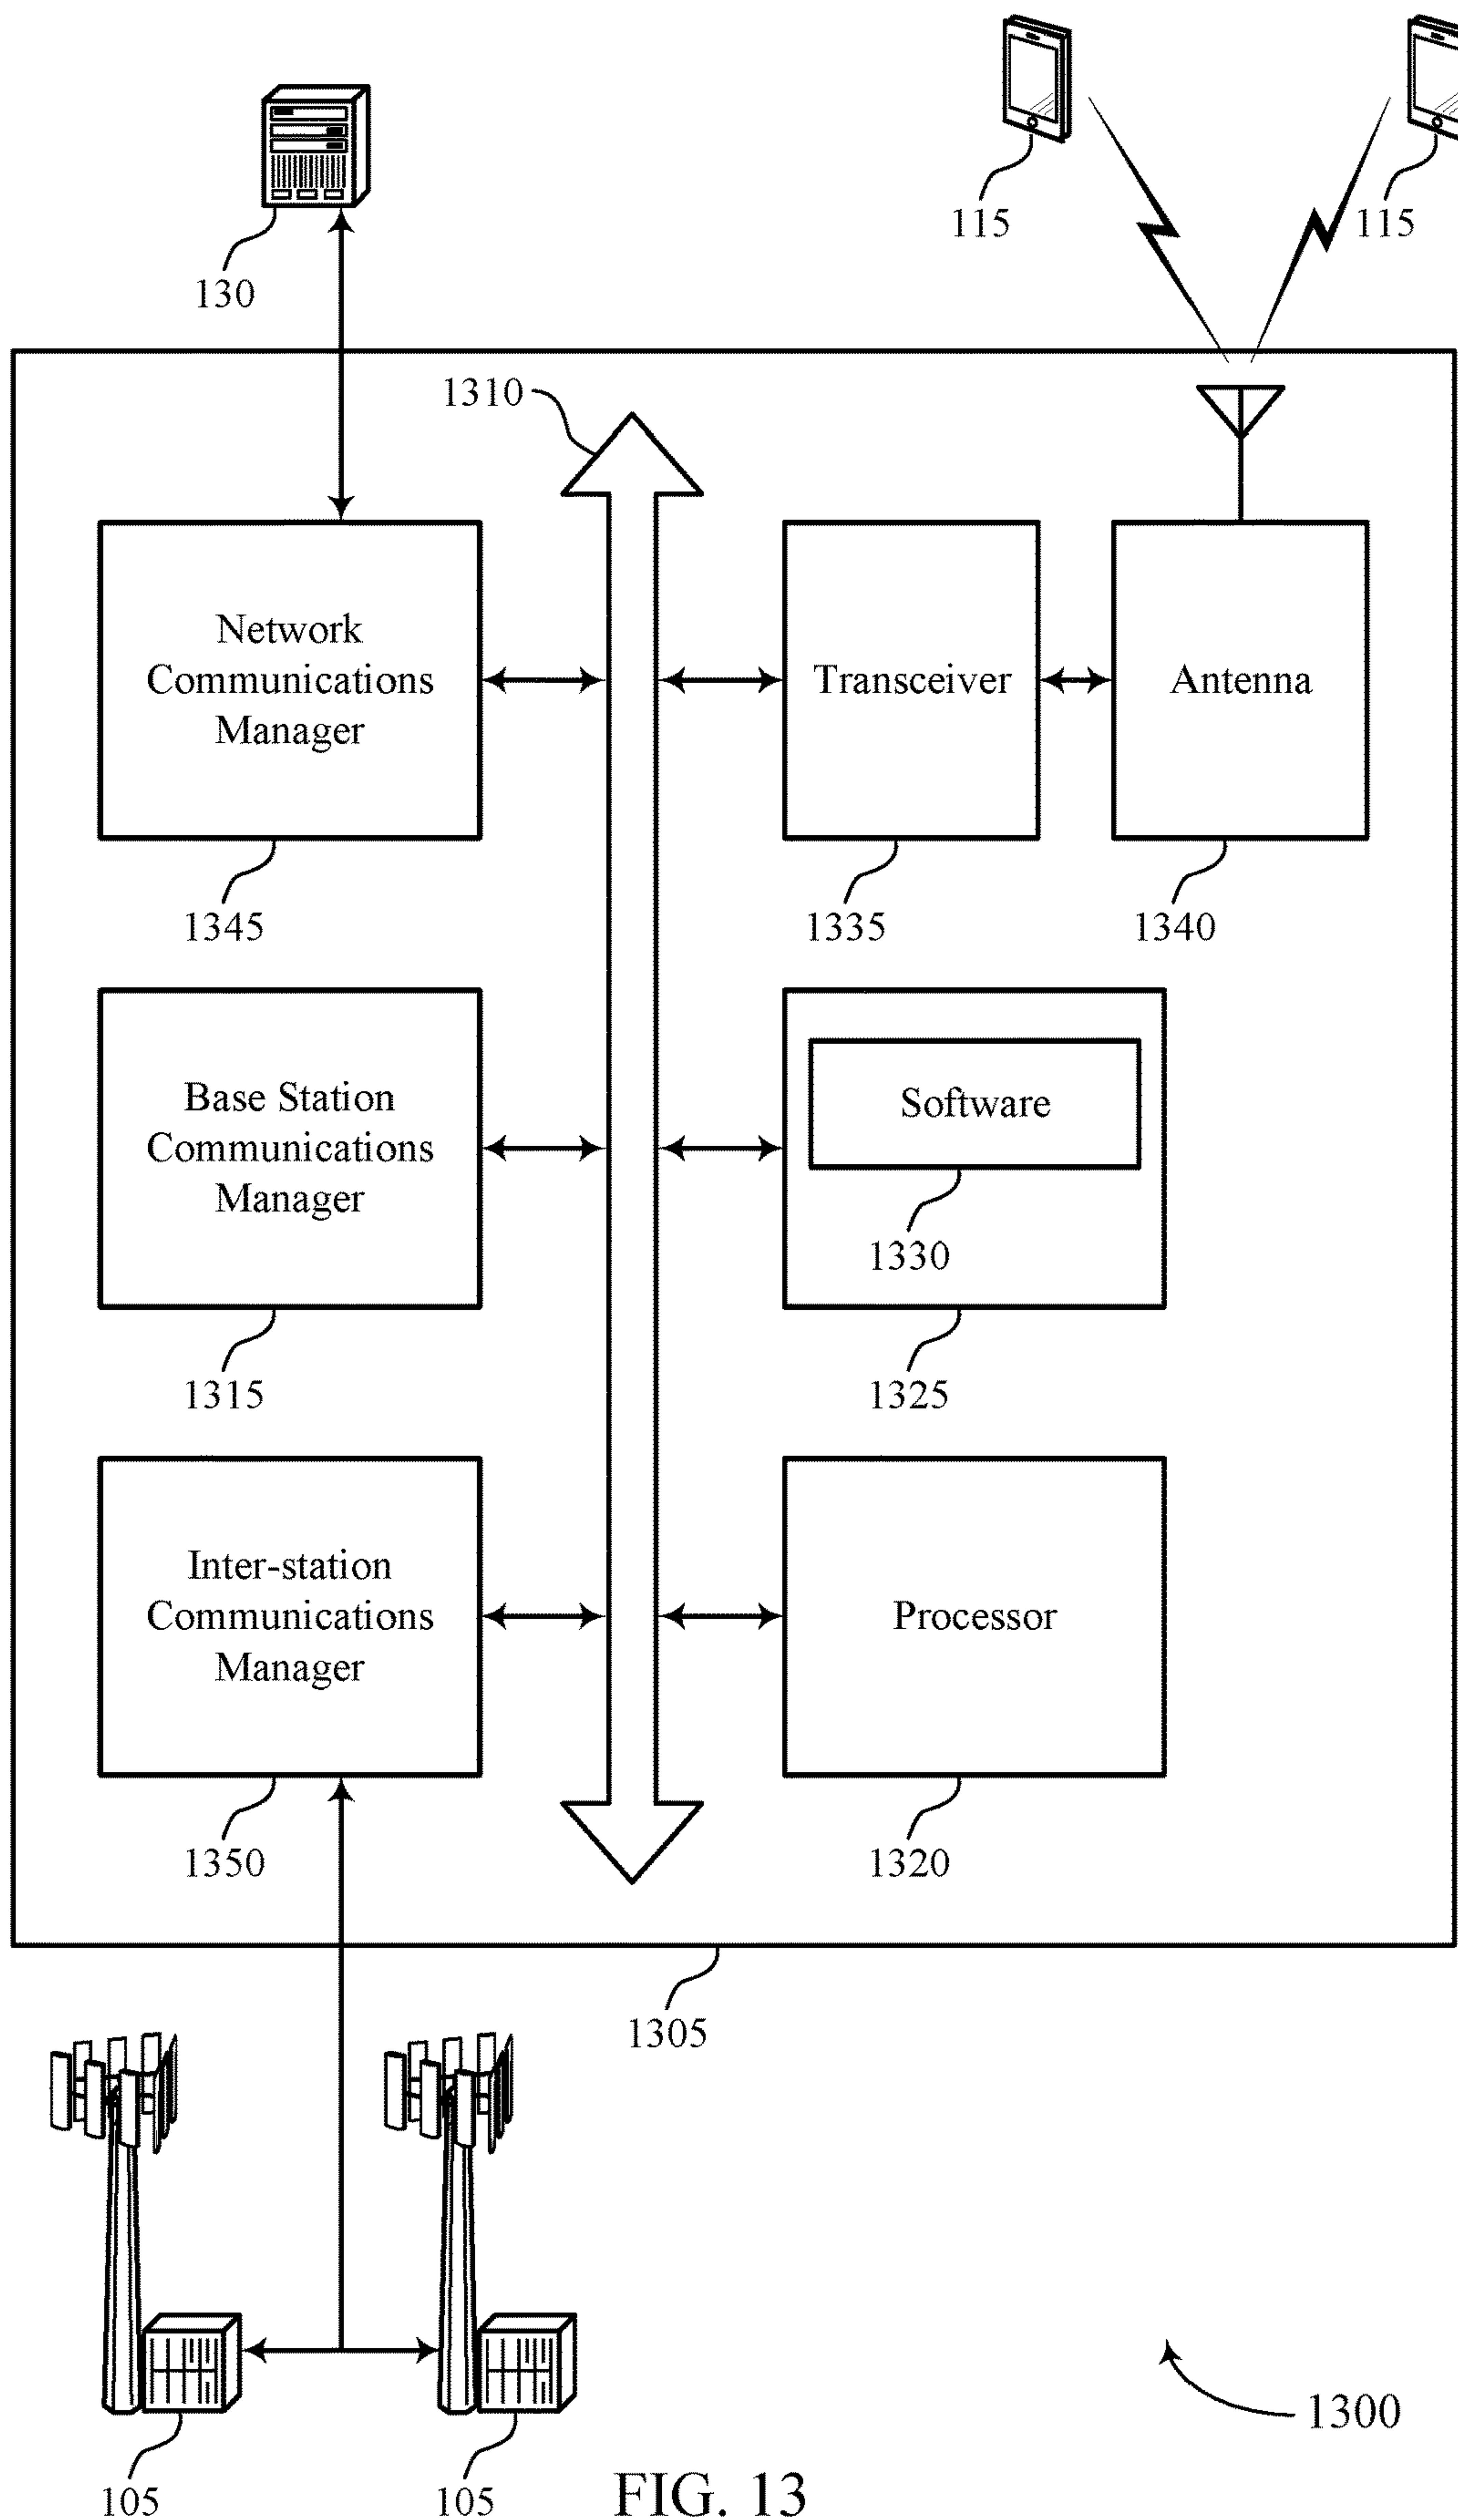 115
115
130
1310
Network
Communications
Manager
Transceiver
Antenna
1345
1335
1340
Base Station
Communications
Manager
Software
1330
1315
1325
Inter-station
Communications
Manager
Processor
1350
1320
1305
1300
105
105
FIG. 13